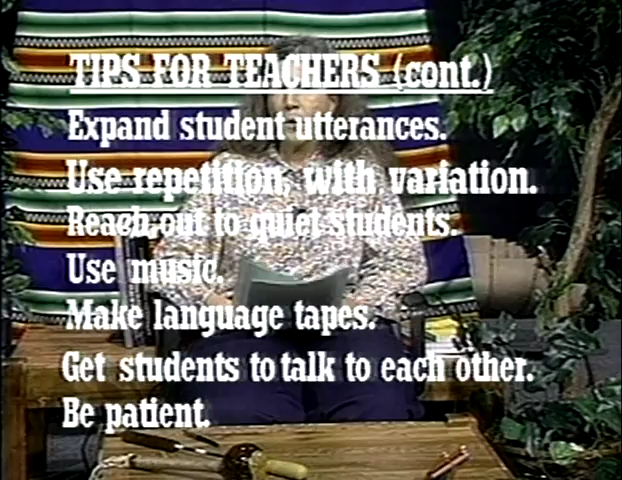 TIPS FOR TEACHERS (cont.)
Expand student utterances.
Use repetition, with variation.
Reach out to quiet students.
Use music.
Make language tapes.
Get students to talk to each other.
Be patient.